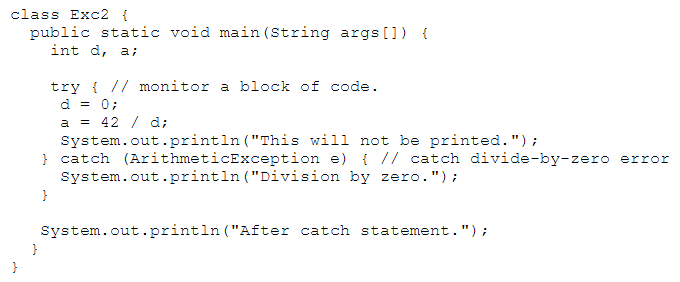 class Exc2 {
  public static void main(String args[]) {
    int d, a;

    try { // monitor a block of code.
     d = 0;
     a = 42 / d;
     System.out.println("This will not be printed.");
   } catch (ArithmeticException e) { // catch divide-by-zero error
     System.out.println("Division by zero.");
   }

   System.out.println("After catch statement.");
  }
}